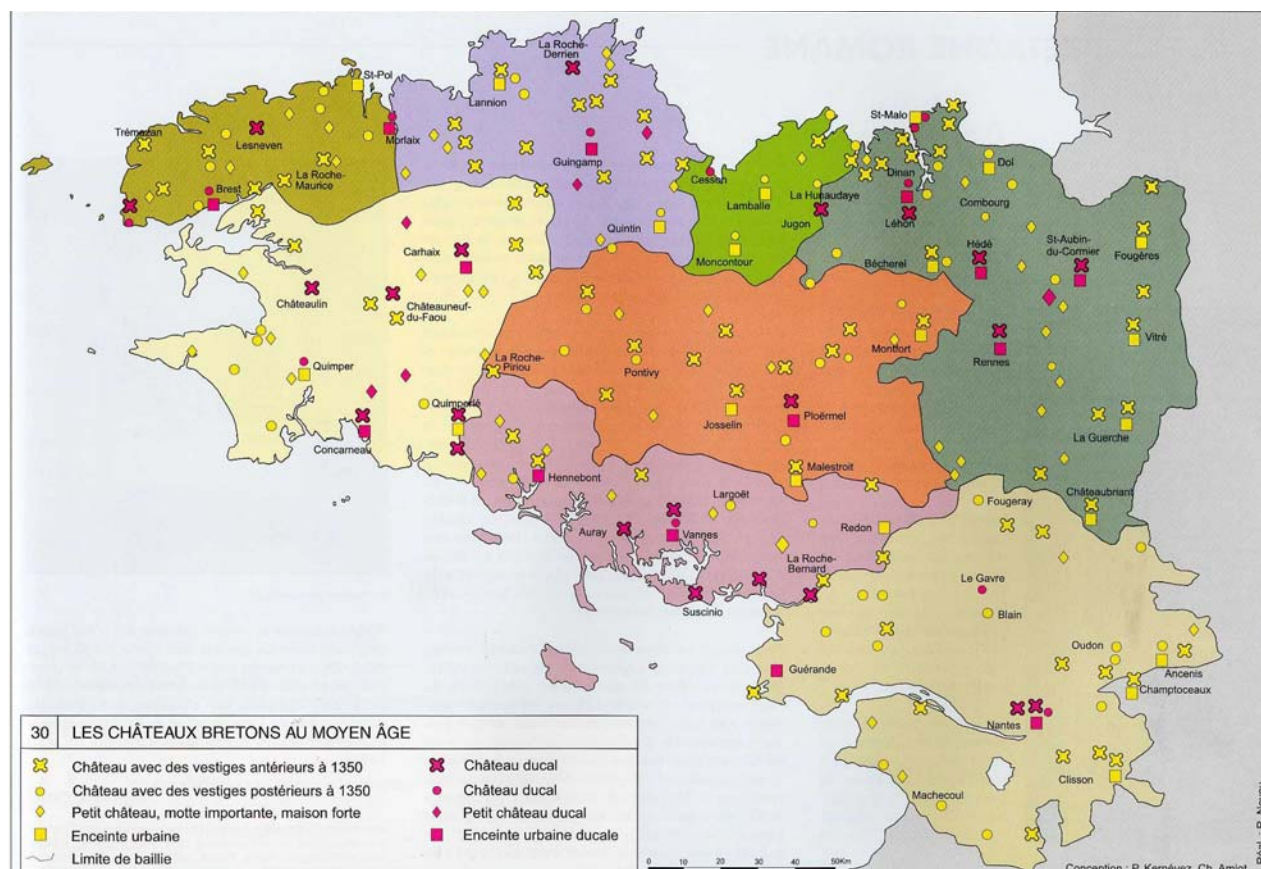 St-Pol
La Roche-
Derrien
Lannion
Trémazan
Lesneven
Morlaix
St-Malo
Guingamp
Dol
La Roche-
Maurice
Brest
Cesson
Dinan
La Hunaudaye
Lamballe
Combourg
Jugon
Léhon
Quintin
Carhaix
Moncontour
Bécherel
Hédé
St-Aubin-
du-Cormier
Fougères
Châteaulin
Châteauneuf-
du-Faou
Montfort
Vitré
Rennes
La Roche-
Piriou
Pontivy
Quimper
Quimperlé
Josselin
Ploërmel
La Guerche
Concarneau
Malestroit
Hennebont
Largoët
Fougeray
Châteaubriant
Auray
Vannes
Redon
La Roche-
Bernard
Suscinio
Le Gavre
Blain
Oudon
Guérande
Ancenis
Champtoceaux
Nantes
Clisson
Machecoul
30 LES CHÂTEAUX BRETONS AU MOYEN ÂGE
Château avec des vestiges antérieurs à 1350
Château avec des vestiges postérieurs à 1350
Petit château, motte importante, maison forte
Enceinte urbaine
Limite de baillie
Château ducal
Château ducal
Petit château ducal
Enceinte urbaine ducale
0 10 20 30 40 50Km
Conception : P. Kernévez, Ch. Amiot